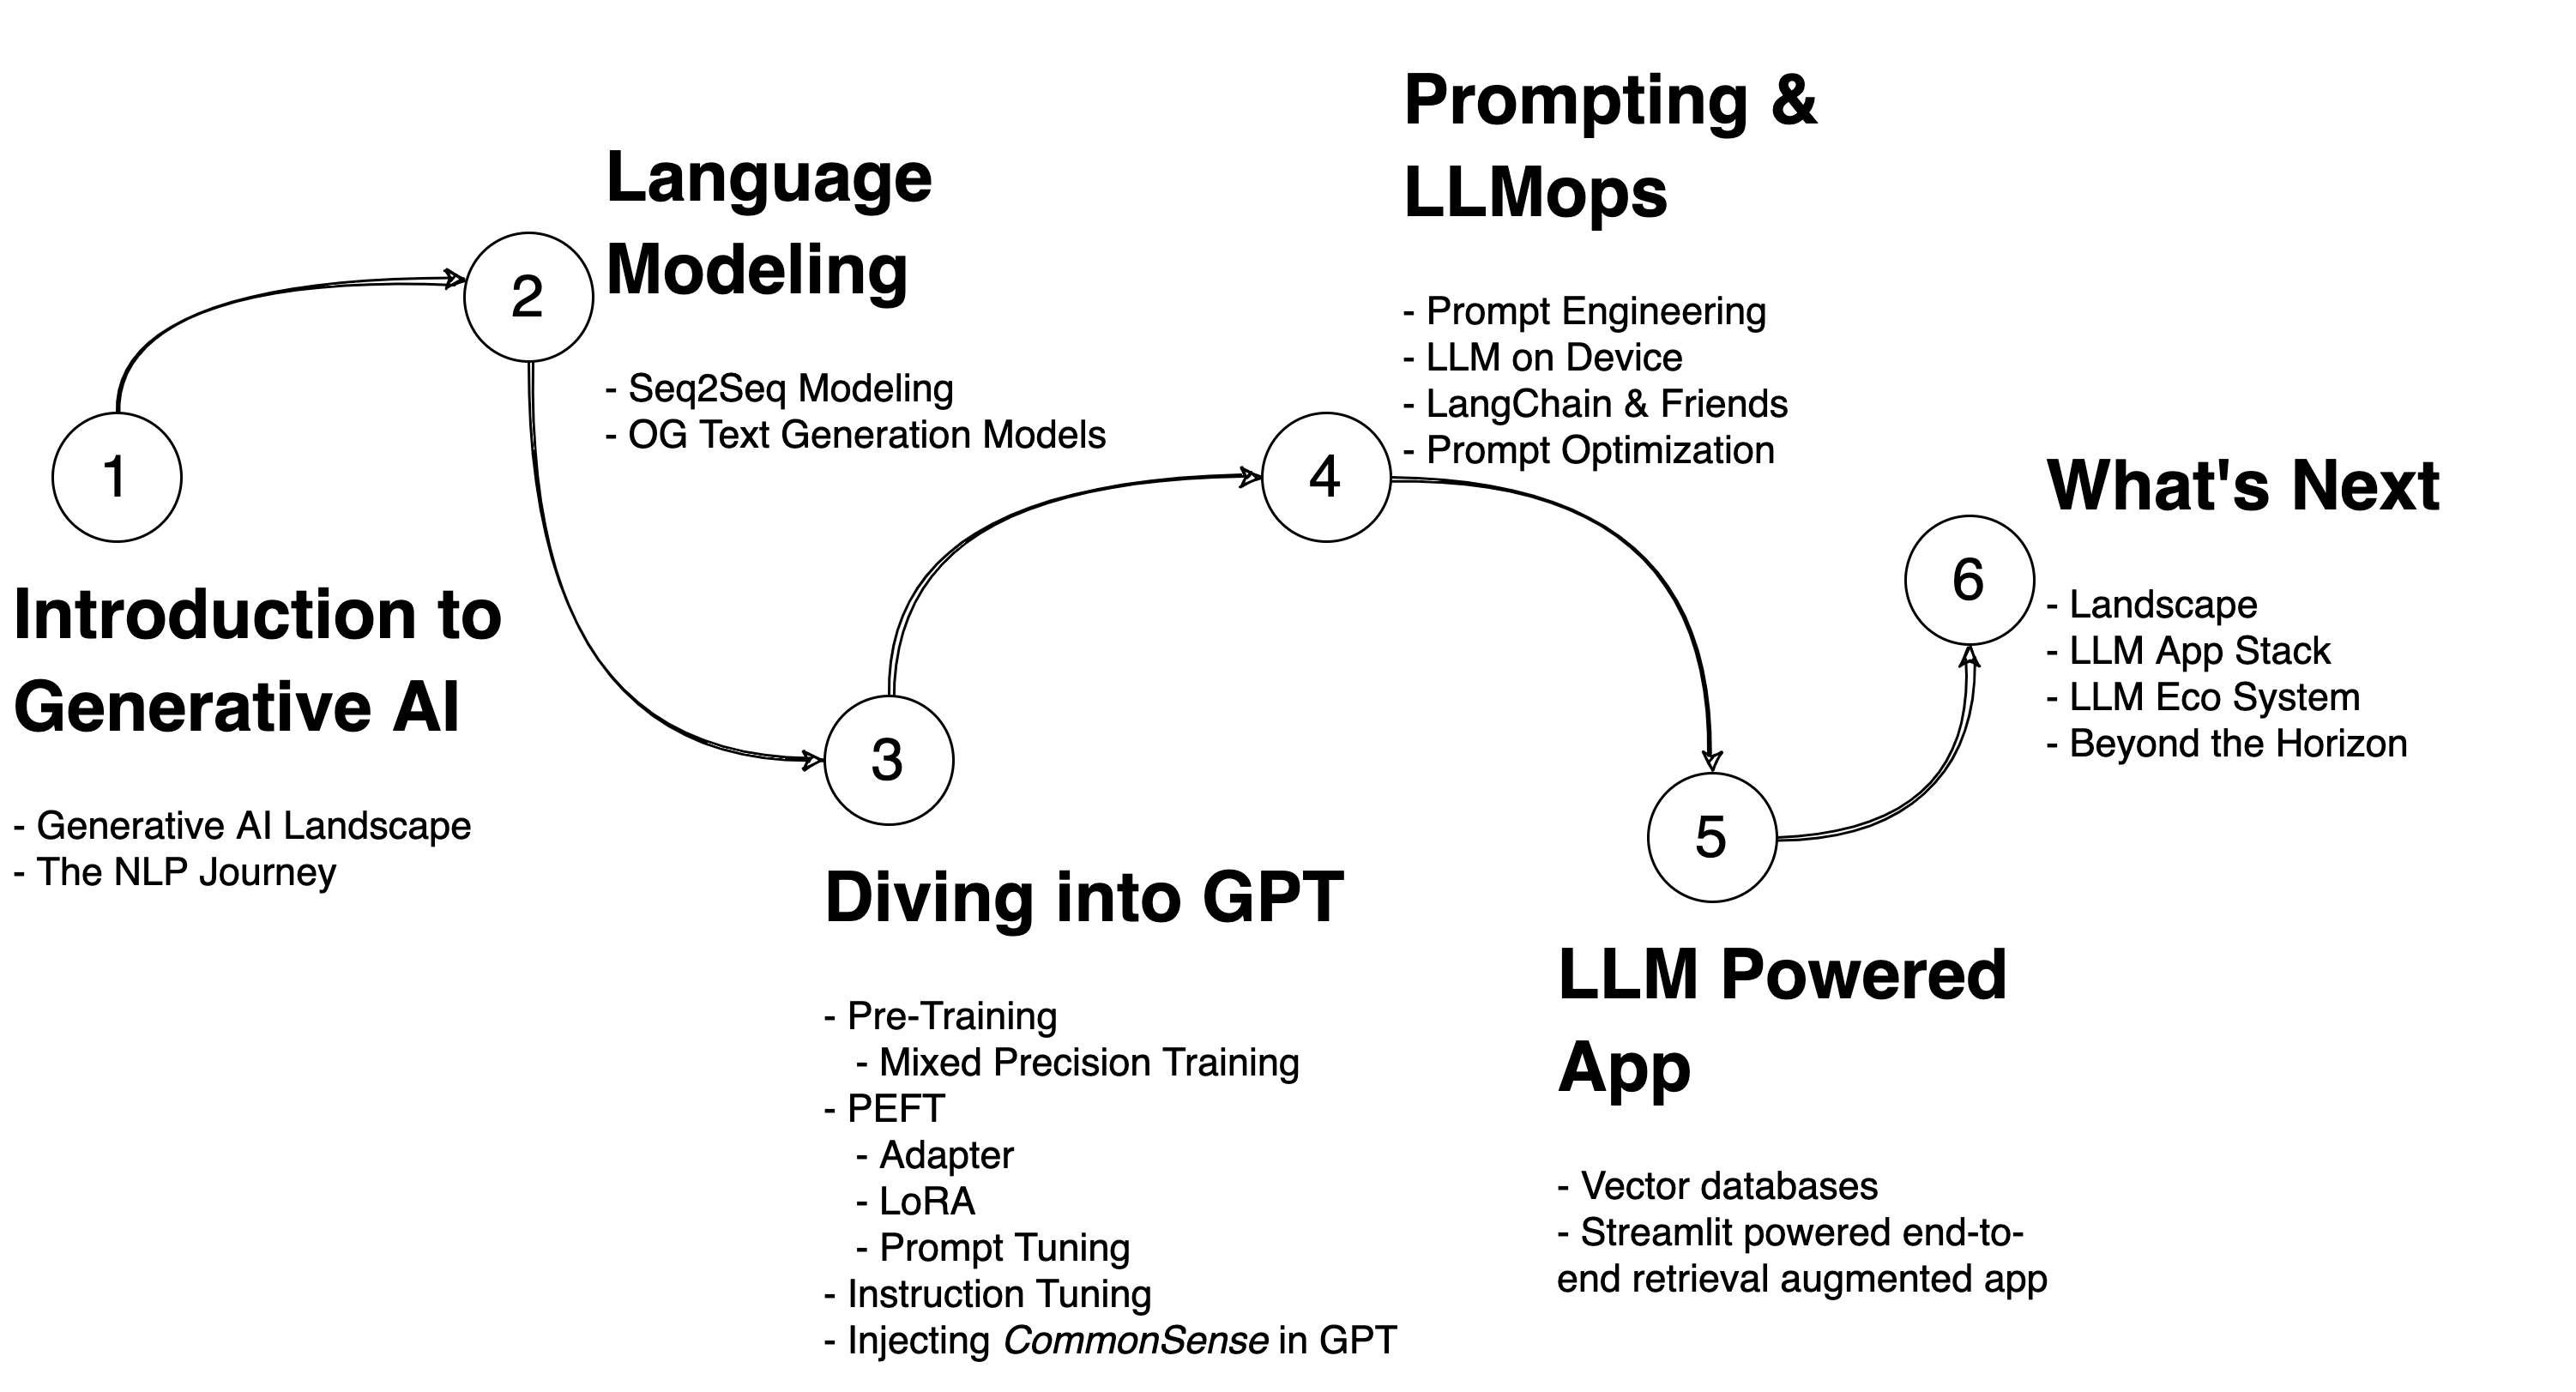 1
Introduction to
Generative AI
- Generative AI Landscape
- The NLP Journey
2
Language
Modeling
- Seq2Seq Modeling
- OG Text Generation Models
3
Diving into GPT
- Pre-Training
- Mixed Precision Training
- PEFT
- Adapter
- LoRA
- Prompt Tuning
- Instruction Tuning
- Injecting CommonSense in GPT
4
Prompting &
LLMops
- Prompt Engineering
- LLM on Device
- LangChain & Friends
- Prompt Optimization
5
LLM Powered
App
- Vector databases
- Streamlit powered end-to-
end retrieval augmented app
6
What's Next
- Landscape
- LLM App Stack
- LLM Eco System
- Beyond the Horizon